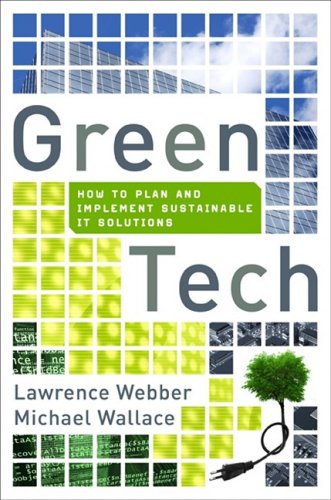 Green
HOW TO PLAN AND
IMPLEMENT SUSTAINABLE
IT SOLUTIONS
Tech
Lawrence Webber
Michael Wallace